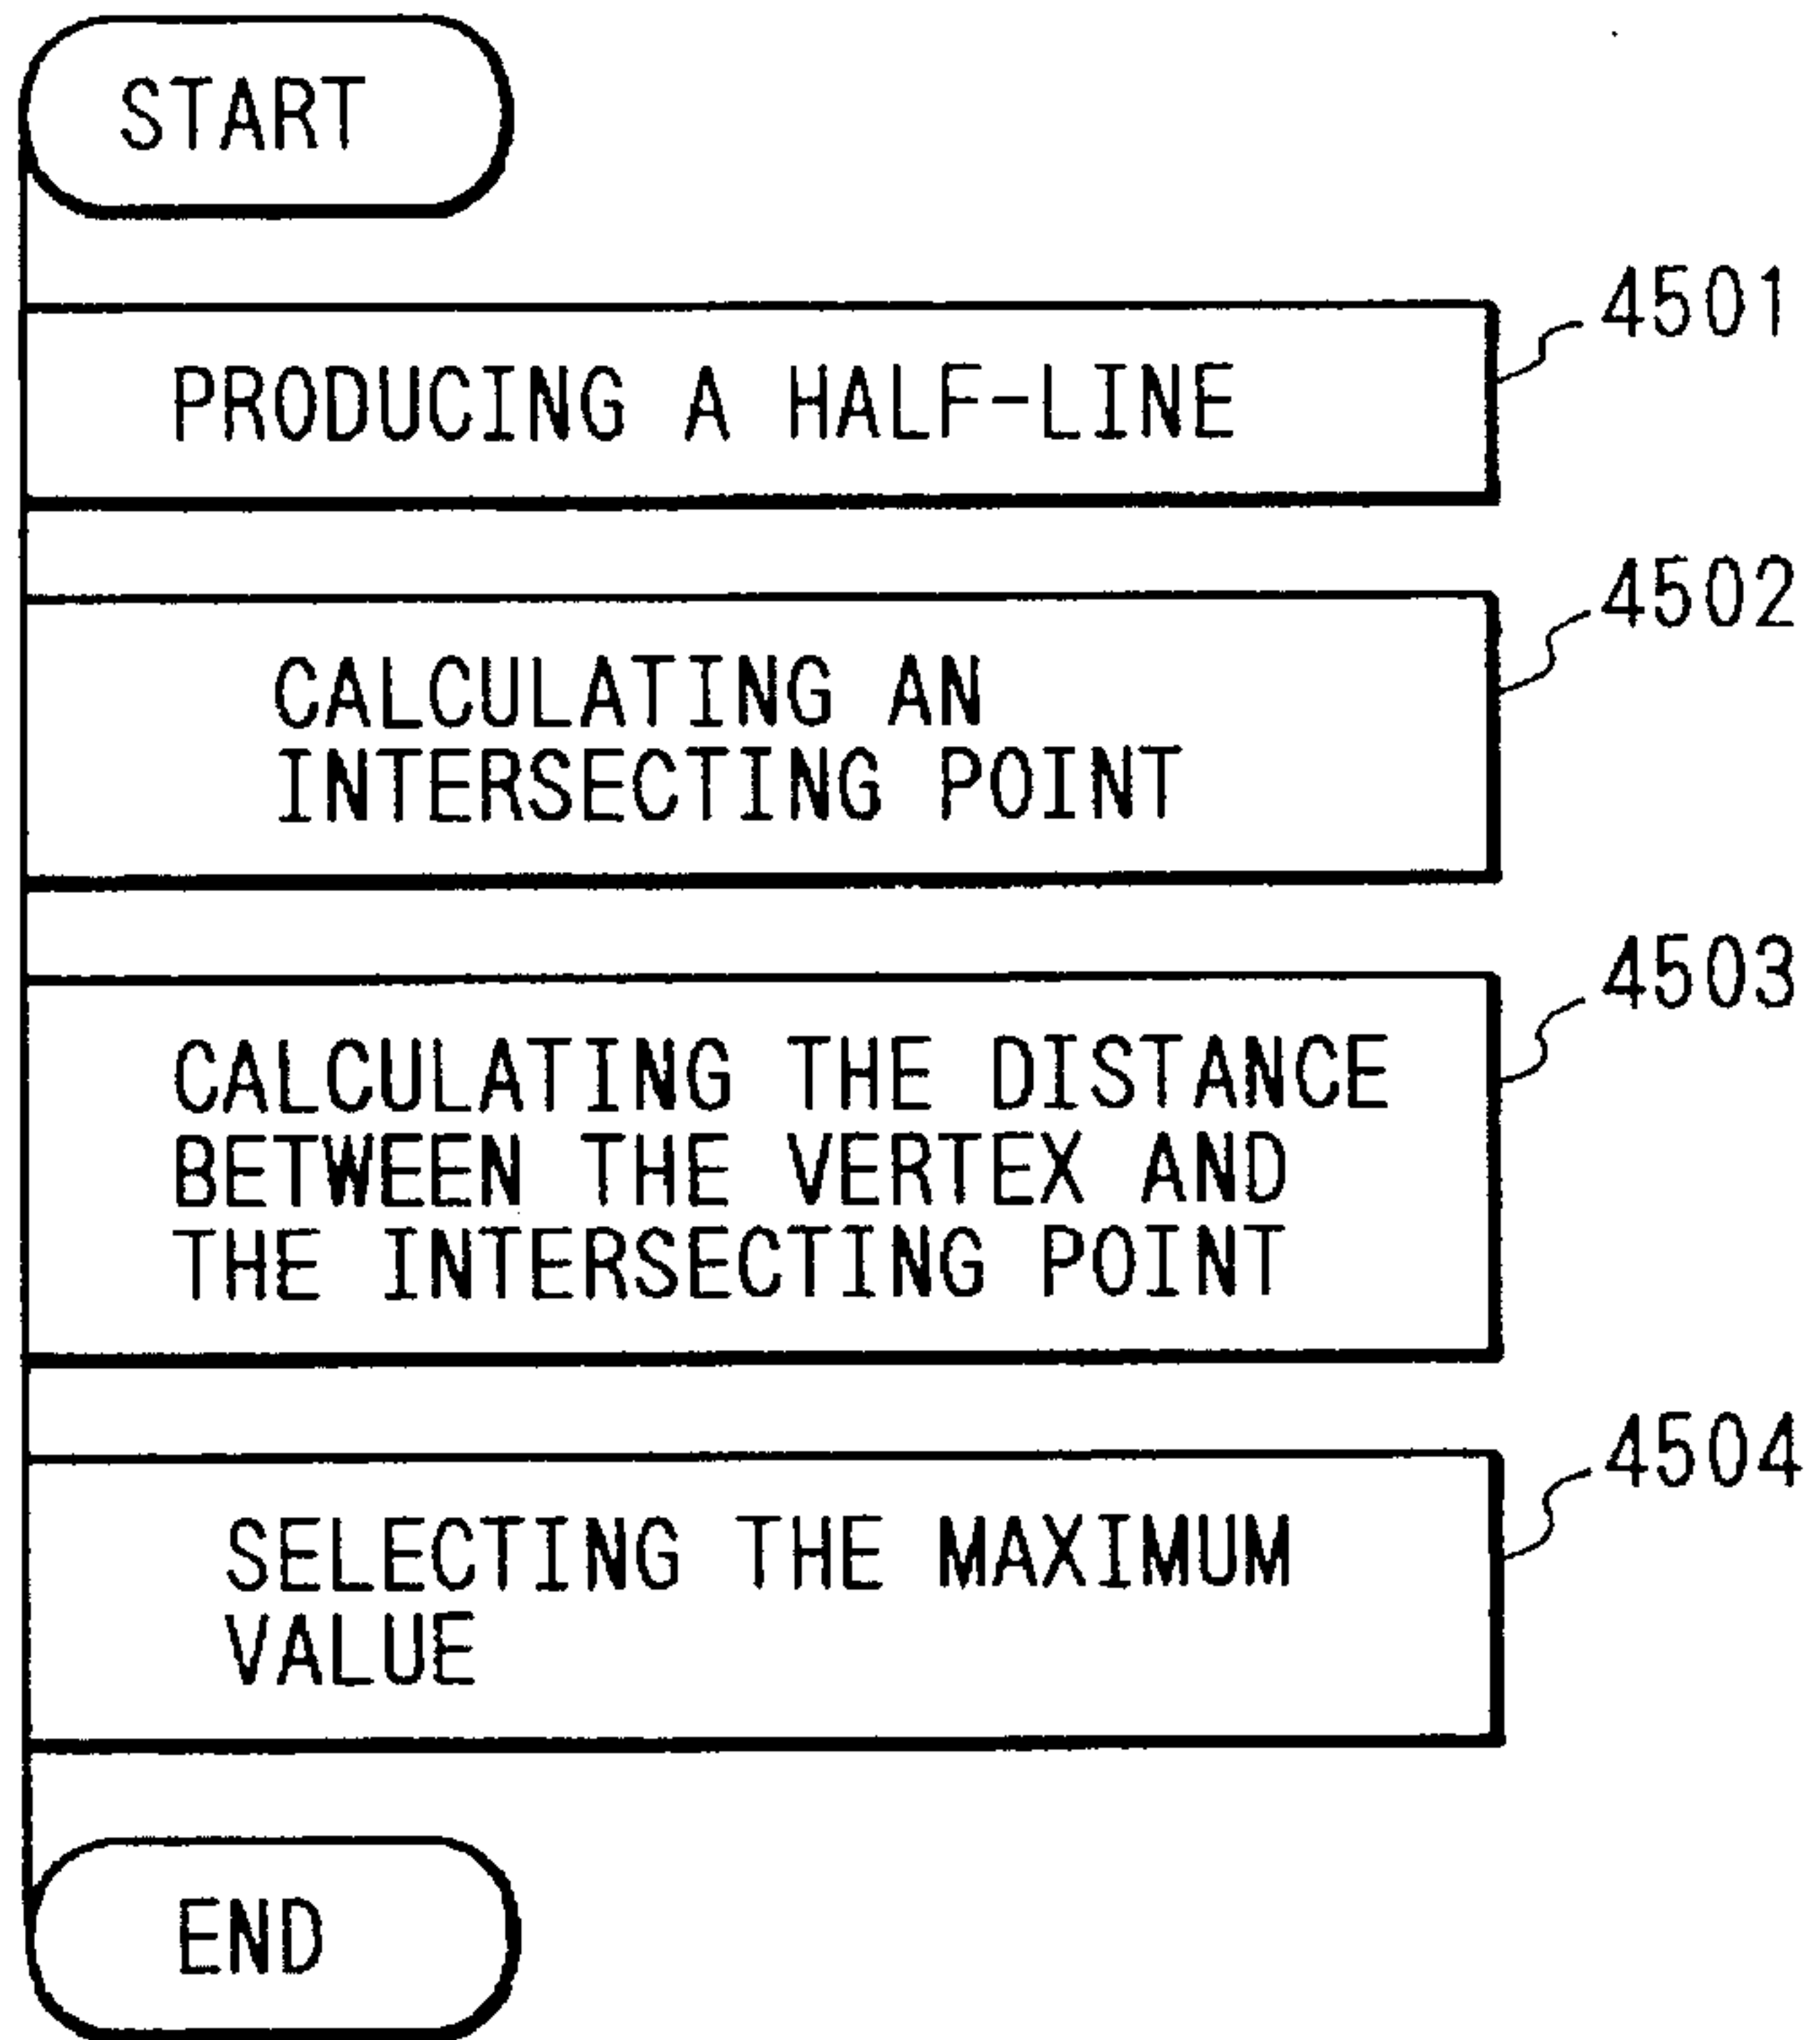 START
4501
PRODUCING A HALF-LINE
4502
CALCULATING AN
INTERSECTING POINT
4503
CALCULATING THE DISTANCE
BETWEEN THE VERTEX AND
THE INTERSECTING POINT
4504
SELECTING THE MAXIMUM
VALUE
END